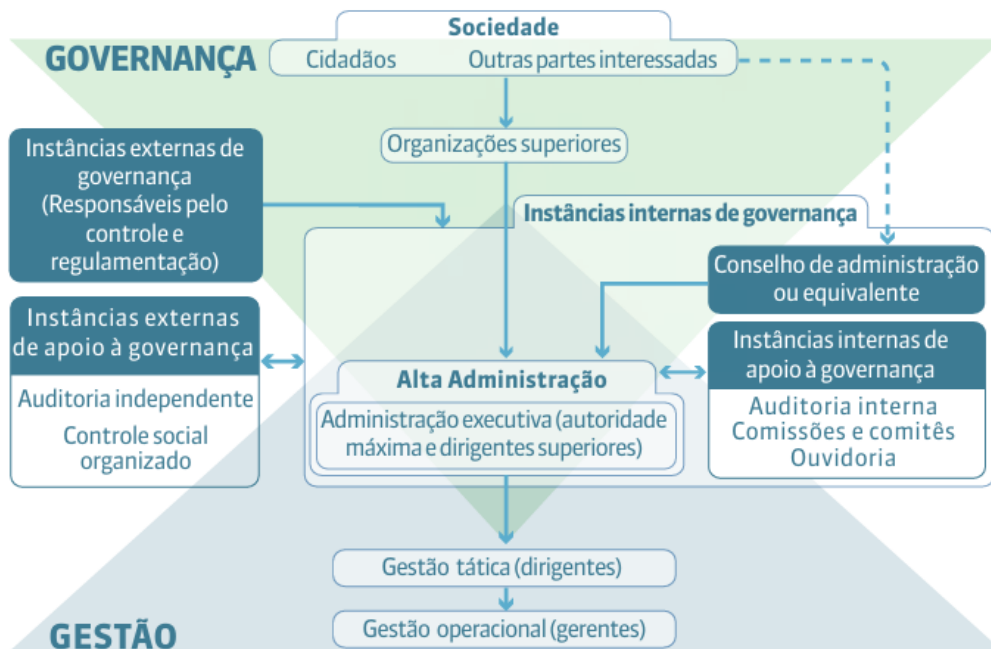 Sociedade
GOVERNANÇA
Cidadãos
Outras partes interessadas
Organizações superiores
Instâncias externas de
governança
(Responsáveis pelo
controle e
regulamentação)
Instâncias internas de governança
Conselho de administração
ou equivalente
Instâncias externas
de apoio à governança
Auditoria independente
Controle social
organizado
Alta Administração
Administração executiva (autoridade
máxima e dirigentes superiores)
Instâncias internas de
apoio à governança
Auditoria interna
Comissões e comitês
Ouvidoria
Gestão tática (dirigentes)
Gestão operacional (gerentes)
GESTÃO